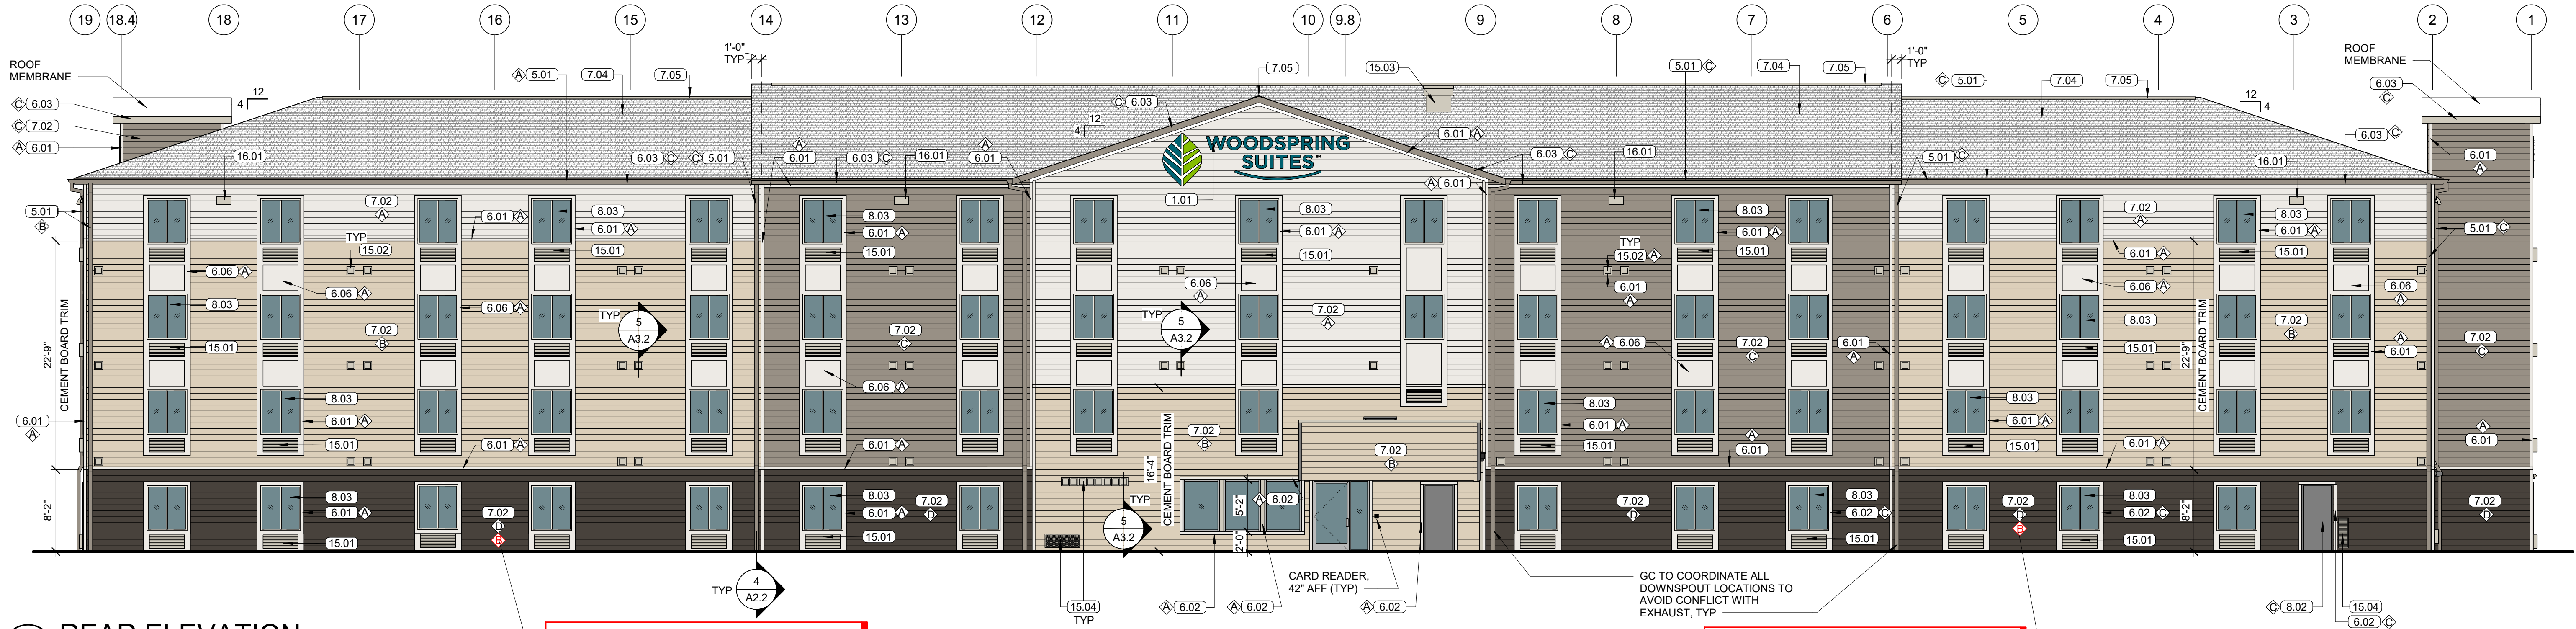 19 18.4 18 17 16 15 14 13 12 11 10 9.8 9 8 7 6 5 4 3 2 1
1'-0"
TYP
1'-0"
TYP
ROOF
MEMBRANE
ROOF
MEMBRANE
A 5.01 7.04 7.05 7.05 15.03 5.01 C 7.04 7.05 C 5.01 7.04 7.05
C 6.03
C 7.02
A 6.01
12
4
C 6.03
12
4
12
4
6.03
C
6.01 A
6.03 C
WOODSPRING
SUITES
SM
1.01
16.01
6.03 C
C 5.01
A
6.01
6.03 C
16.01
A
6.01
A 6.01
6.03 C
16.01
5.01 C
16.01
6.01
A
5.01
B
7.02
A
6.01 A
8.03
6.01 A
15.01
8.03
6.01 A
15.01
8.03
6.01 A
15.01
8.03
6.01 A
15.01
7.02
A
8.03
6.01 A
15.01
5.01 C
TYP
15.02
6.06 A
6.06 A
8.03
6.06 A
15.01
7.02
B
TYP
5
A3.2
7.02
C
6.06 A
TYP
5
A3.2
6.06
A
7.02
A
TYP
15.02 A
6.01
A
A 6.06
7.02
C
6.01
A
6.01 A
6.06 A
8.03
15.01
7.02
B
6.06
A
A
6.01
7.02
C
22'-9"
CEMENT BOARD TRIM
22'-9"
CEMENT BOARD TRIM
6.01
A
8.03
6.01 A
15.01
6.01 A
6.01 A
7.02
B
16'-4"
CEMENT BOARD TRIM
7.02
B
8.03
6.01 A
15.01
A
6.01
8.03
6.01 A
15.01
6.01 A
A
6.01
8'-2"
8.03
6.01 A
15.01
7.02
D
B
8.03
6.01 A
15.01
7.02
D
TYP
5
A3.2
5'-2"
2'-0"
A 6.02
7.02
D
8.03
6.02 C
15.01
7.02
D
B
8.03
6.02 C
15.01
8'-2"
7.02
D
TYP
4
A2.2
15.04
TYP
A 6.02
A 6.02
CARD READER,
42" AFF (TYP)
A 6.02
GC TO COORDINATE ALL
DOWNSPOUT LOCATIONS TO
AVOID CONFLICT WITH
EXHAUST, TYP
C 8.02
15.04
6.02 C
REAR ELEVATION